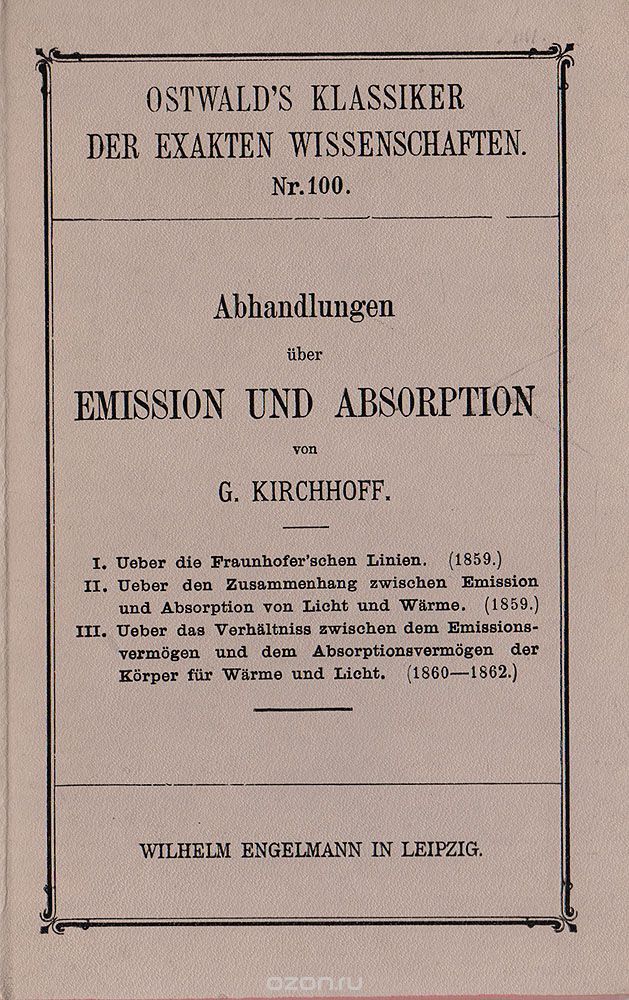 OSTWALD'S KLASSIKER
DER EXAKTEN WISSENSCHAFTEN.
Nr. 100.
Abhandlungen
über
EMISSION UND ABSORPTION
von
G. KIRCHHOFF.
I. Ueber die Fraunhofer'schen Linien. (1859.)
II. Ueber den Zusammenhang zwischen Emission
und Absorption von Licht und Wärme. (1859.)
III. Ueber das Verhältniss zwischen dem Emissions-
vermögen und dem Absorptionsvermögen der
Körper für Wärme und Licht. (1860—1862.)
WILHELM ENGELMANN IN LEIPZIG.
ozon.ru